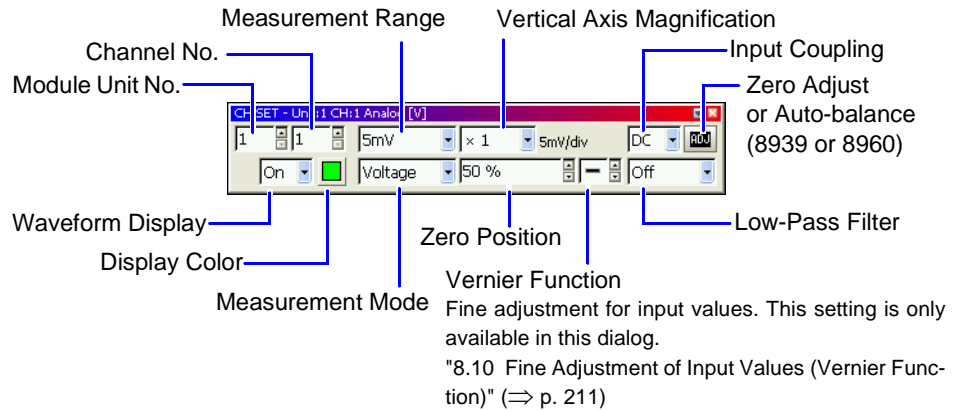 Measurement Range
Vertical Axis Magnification
Channel No.
Input Coupling
Module Unit No.
Zero Adjust
or Auto-balance
(8939 or 8960)
CH SET - Unit:1 CH:1 Analog [V]
1 1 5mV × 1 5mV/div DC ADJ
On Voltage 50 % Off
Waveform Display
Low-Pass Filter
Zero Position
Display Color
Vernier Function
Measurement Mode
Fine adjustment for input values. This setting is only
available in this dialog.
"8.10 Fine Adjustment of Input Values (Vernier Func-
tion)" (⇒ p. 211)